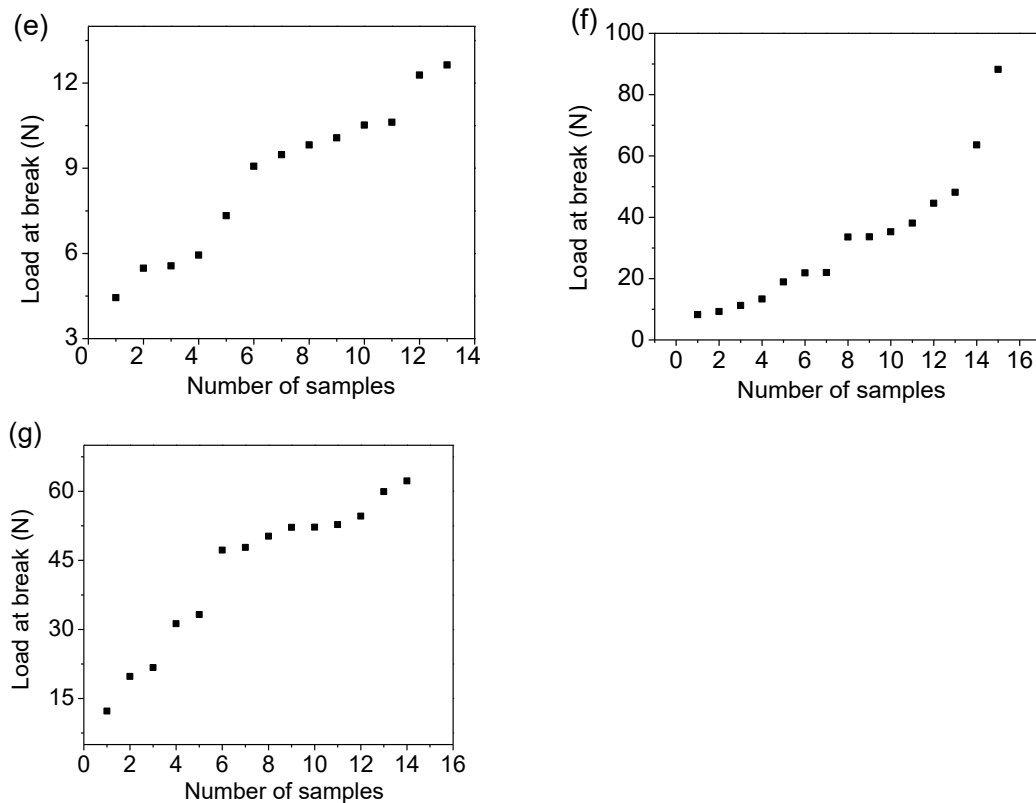 (e)
Load at break (N)
12
9
6
3
0 2 4 6 8 10 12 14
Number of samples
(f)
Load at break (N)
100
80
60
40
20
0
0 2 4 6 8 10 12 14 16
Number of samples
(g)
Load at break (N)
60
45
30
15
0 2 4 6 8 10 12 14 16
Number of samples